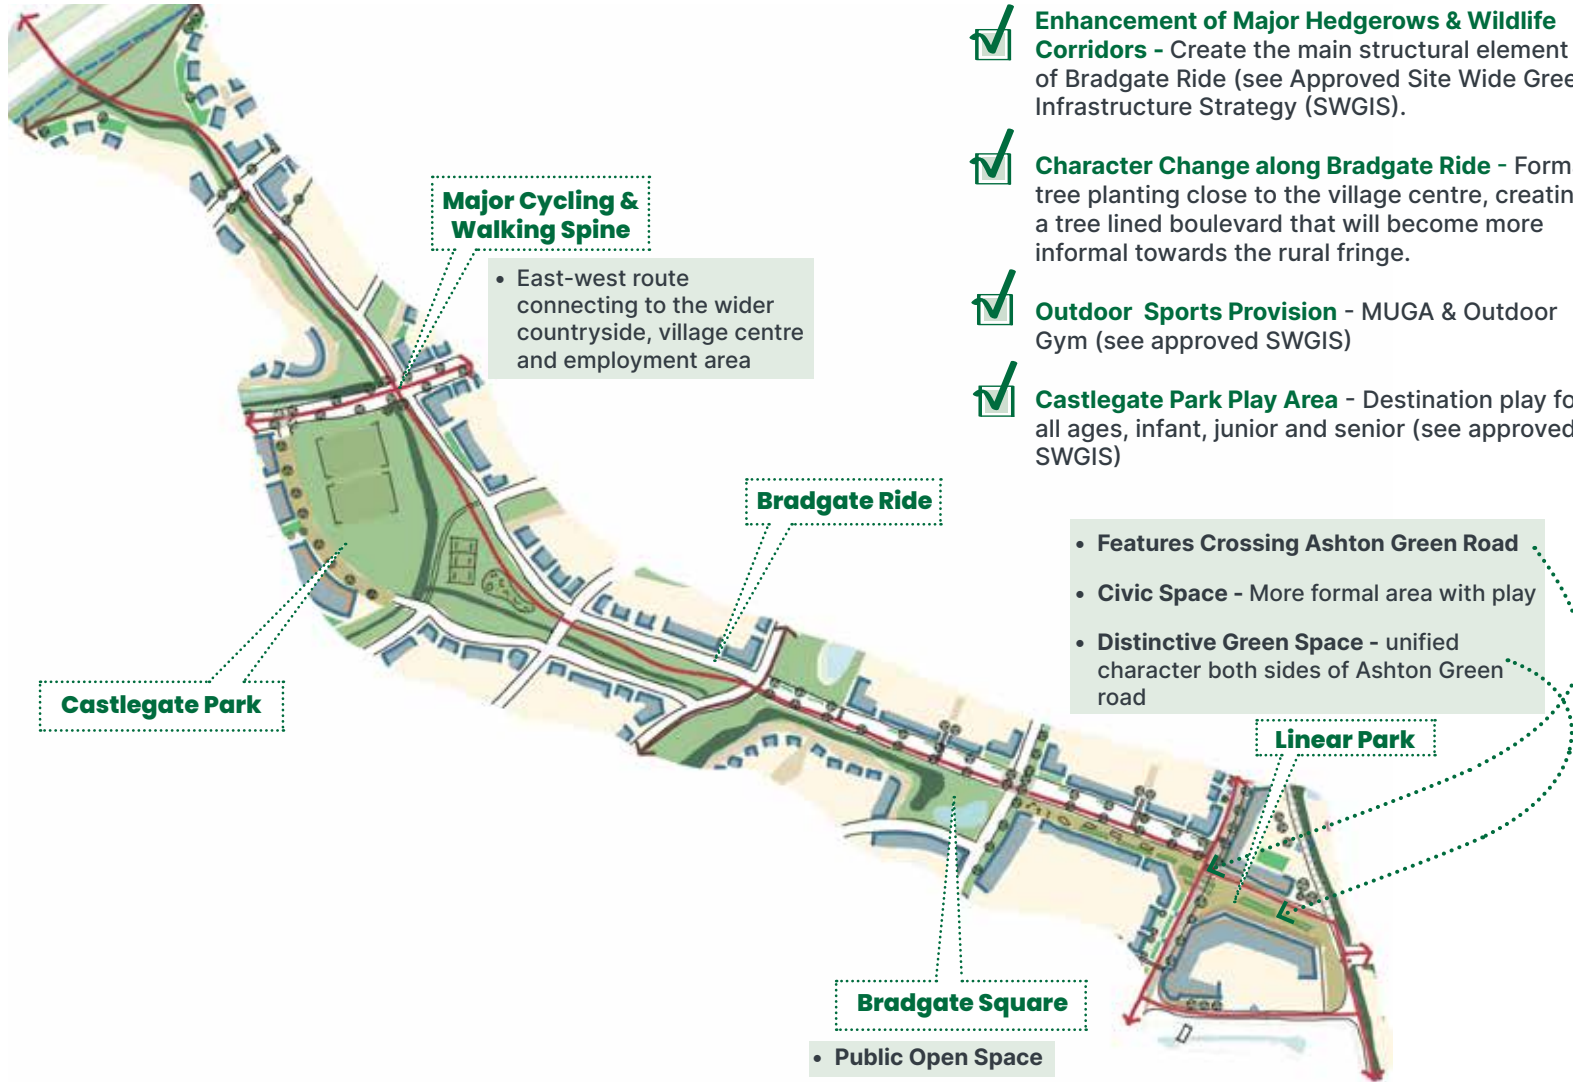 Enhancement of Major Hedgerows & Wildlife
Corridors - Create the main structural element
of Bradgate Ride (see Approved Site Wide Gree
Infrastructure Strategy (SWGIS).
Character Change along Bradgate Ride - Form
tree planting close to the village centre, creatin
a tree lined boulevard that will become more
informal towards the rural fringe.
Outdoor Sports Provision - MUGA & Outdoor
Gym (see approved SWGIS)
Castlegate Park Play Area - Destination play fo
all ages, infant, junior and senior (see approved
SWGIS)
Major Cycling &
Walking Spine
• East-west route
connecting to the wider
countryside, village centre
and employment area
Bradgate Ride
• Features Crossing Ashton Green Road
• Civic Space - More formal area with play
• Distinctive Green Space - unified
character both sides of Ashton Green
road
Castlegate Park
Linear Park
Bradgate Square
• Public Open Space